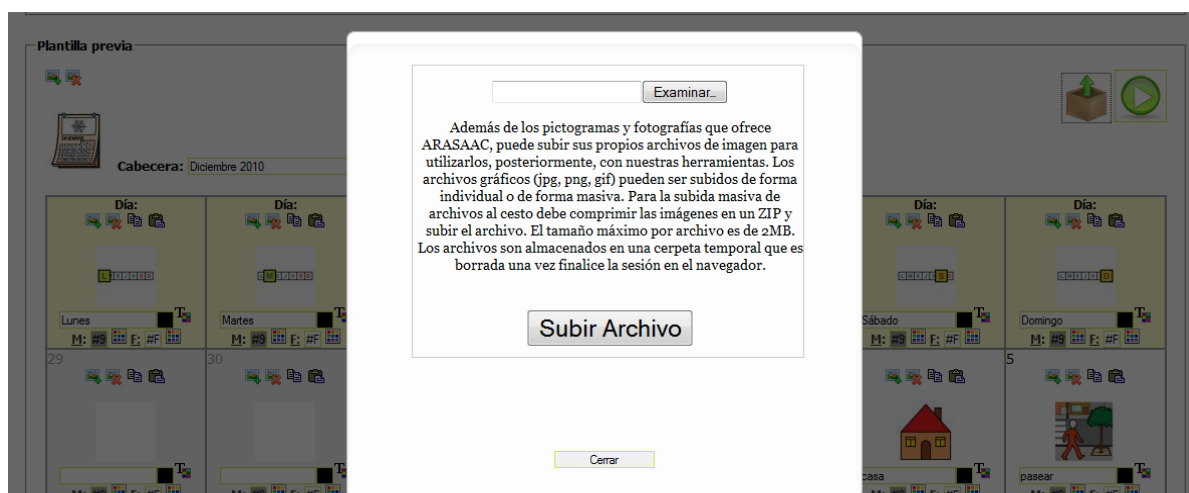 Plantilla previa
Examinar...
Además de los pictogramas y fotografías que ofrece
ARASAAC, puede subir sus propios archivos de imagen para
utilizarlos, posteriormente, con nuestras herramientas. Los
archivos gráficos (jpg, png, gif) pueden ser subidos de forma
individual o de forma masiva. Para la subida masiva de
archivos al cesto debe comprimir las imágenes en un ZIP y
subir el archivo. El tamaño máximo por archivo es de 2MB.
Los archivos son almacenados en una cerpeta temporal que es
borrada una vez finalice la sesión en el navegador.
Subir Archivo
Cerrar
Cabecera: Diciembre 2010
Día: Día: Día: Día:
Lunes Martes Sábado Domingo
M: #9 F: #F M: #9 F: #F M: #9 F: #F M: #9 F: #F
29 30 5
casa pasear